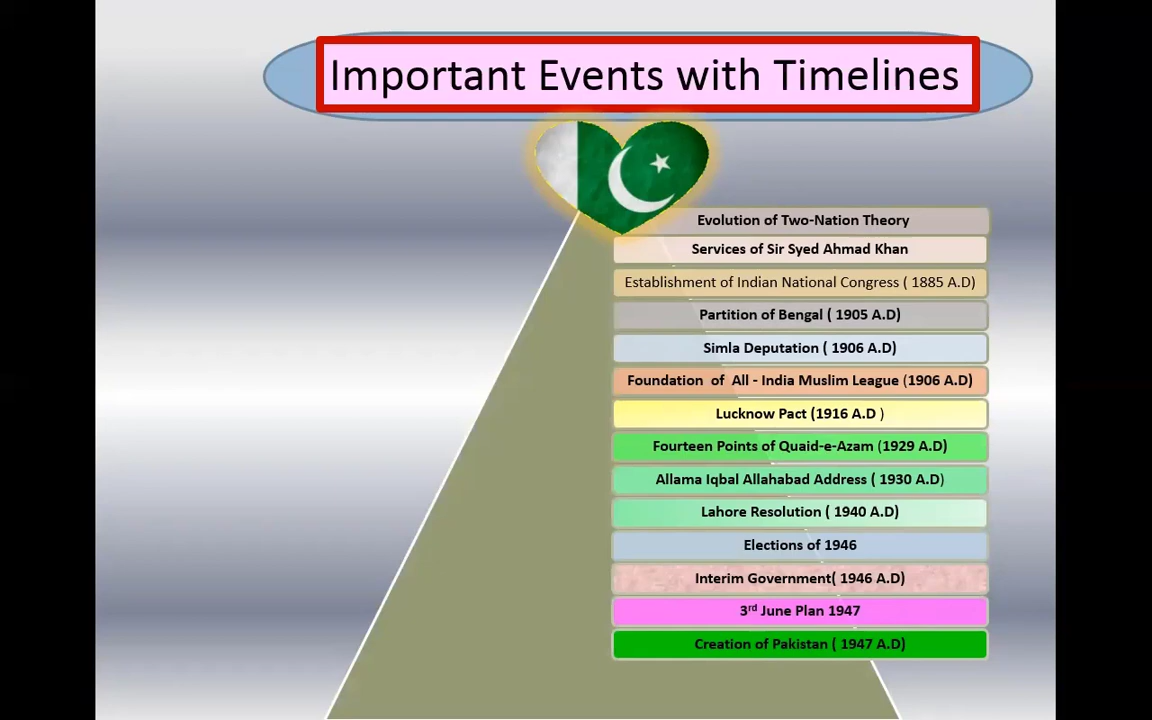 Important Events with Timelines
Evolution of Two-Nation Theory
Services of Sir Syed Ahmad Khan
Establishment of Indian National Congress ( 1885 A.D)
Partition of Bengal ( 1905 A.D)
Simla Deputation ( 1906 A.D)
Foundation of All - India Muslim League (1906 A.D)
Lucknow Pact (1916 A.D )
Fourteen Points of Quaid-e-Azam (1929 A.D)
Allama Iqbal Allahabad Address ( 1930 A.D)
Lahore Resolution ( 1940 A.D)
Elections of 1946
Interim Government( 1946 A.D)
3rd June Plan 1947
Creation of Pakistan ( 1947 A.D)